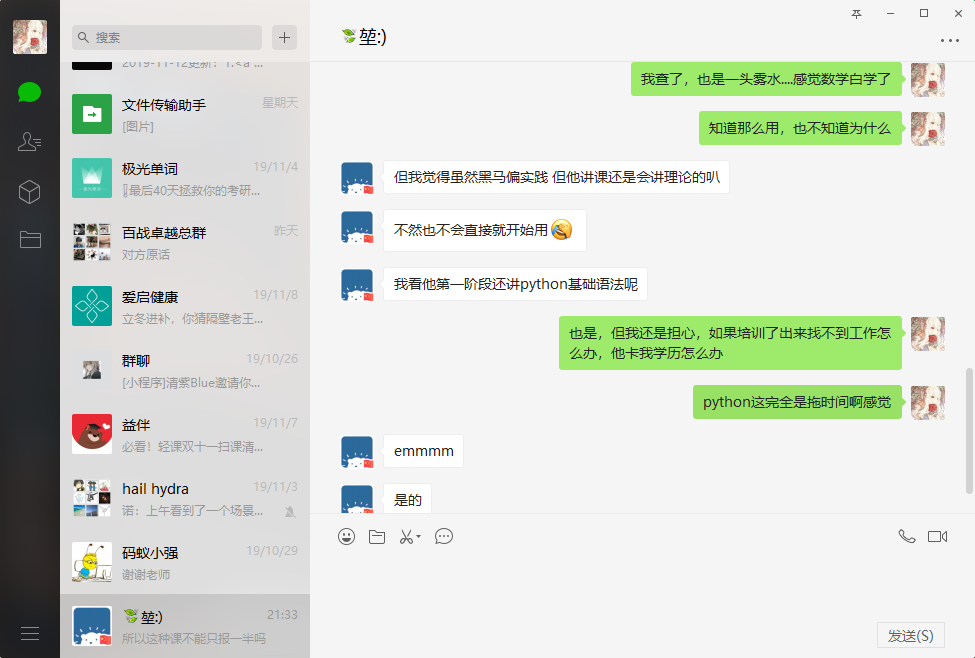 搜索
2019-11-12更新！1.<a ...
文件传输助手
星期天
[图片]
极光单词
19/11/4
最后40天拯救你的考研...
百战卓越总群
昨天
对方原话
爱启健康
19/11/8
立冬进补，你猜隔壁老王...
群聊
19/10/26
[小程序]清紫Blue邀请你...
益伴
19/11/7
必看！轻课双十一扫课清...
hail hydra
19/11/3
诺：上午看到了一个场景...
码蚁小强
19/10/29
谢谢老师
🍃堃:)
21:33
所以这种课不能只报一半吗
🍃堃:)
我查了，也是一头雾水....感觉数学白学了
知道那么用，也不知道为什么
但我觉得虽然黑马偏实践 但他讲课还是会讲理论的叭
不然也不会直接就开始用
我看他第一阶段还讲python基础语法呢
也是，但我还是担心，如果培训了出来找不到工作怎
么办，他卡我学历怎么办
python这完全是拖时间啊感觉
emmmm
是的
发送(S)